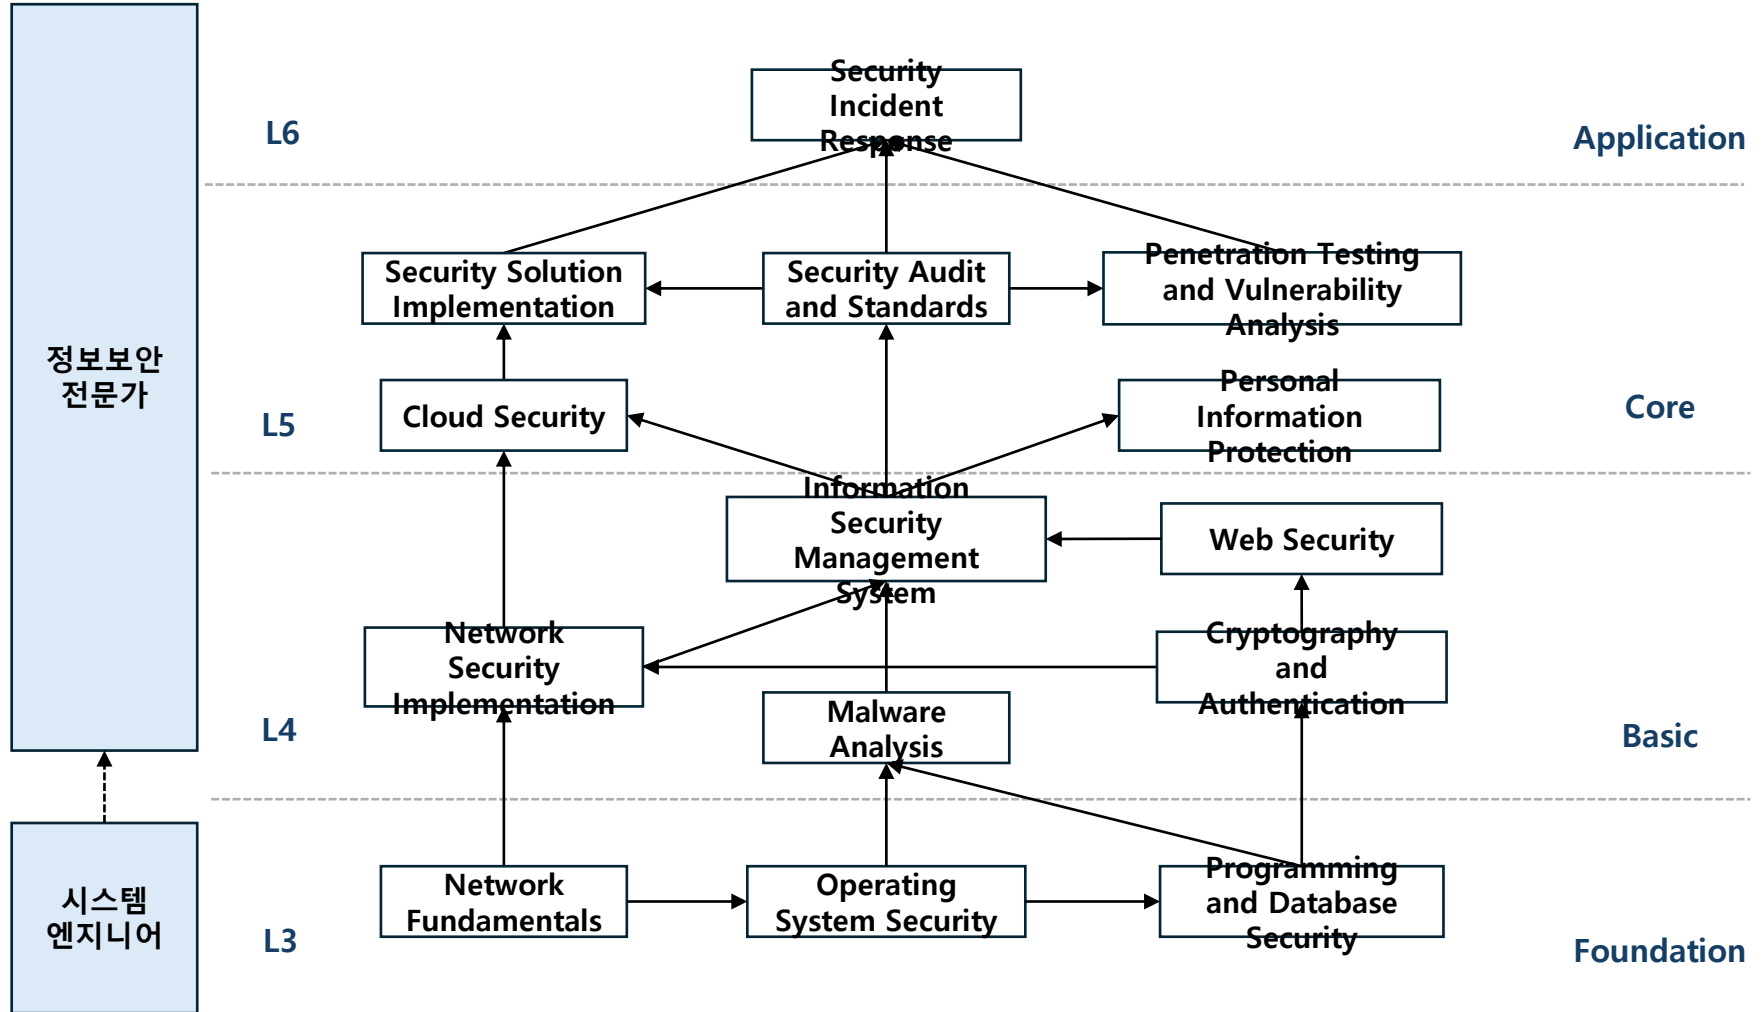 Security
Incident
Response
L6
Application
Security Solution
Implementation
Security Audit
and Standards
Penetration Testing
and Vulnerability
Analysis
정보보안
전문가
Cloud Security
Personal
Information
Protection
L5
Core
Information
Security
Management
System
Web Security
Network
Security
Implementation
Cryptography
and
Authentication
Malware
Analysis
L4
Basic
시스템
엔지니어
Network
Fundamentals
Operating
System Security
Programming
and Database
Security
L3
Foundation